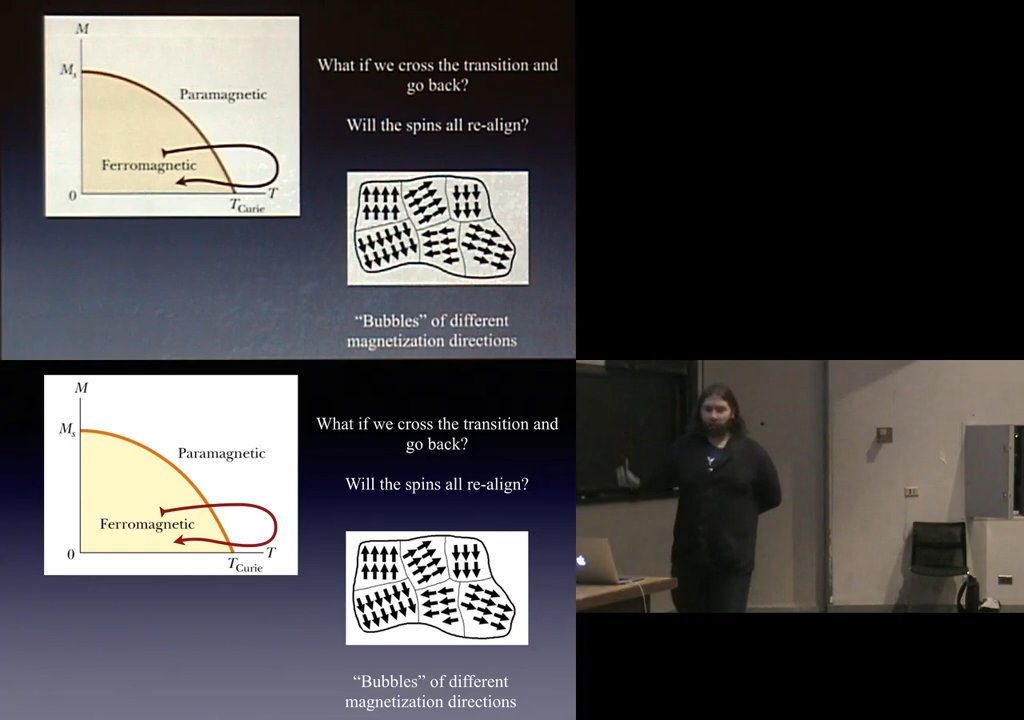 M
What if we cross the transition and
go back?
Ms
Paramagnetic
Will the spins all re-align?
Ferromagnetic
0
T
TCurie
“Bubbles” of different
magnetization directions
M
What if we cross the transition and
go back?
Ms
Paramagnetic
Will the spins all re-align?
Ferromagnetic
0
T
TCurie
“Bubbles” of different
magnetization directions